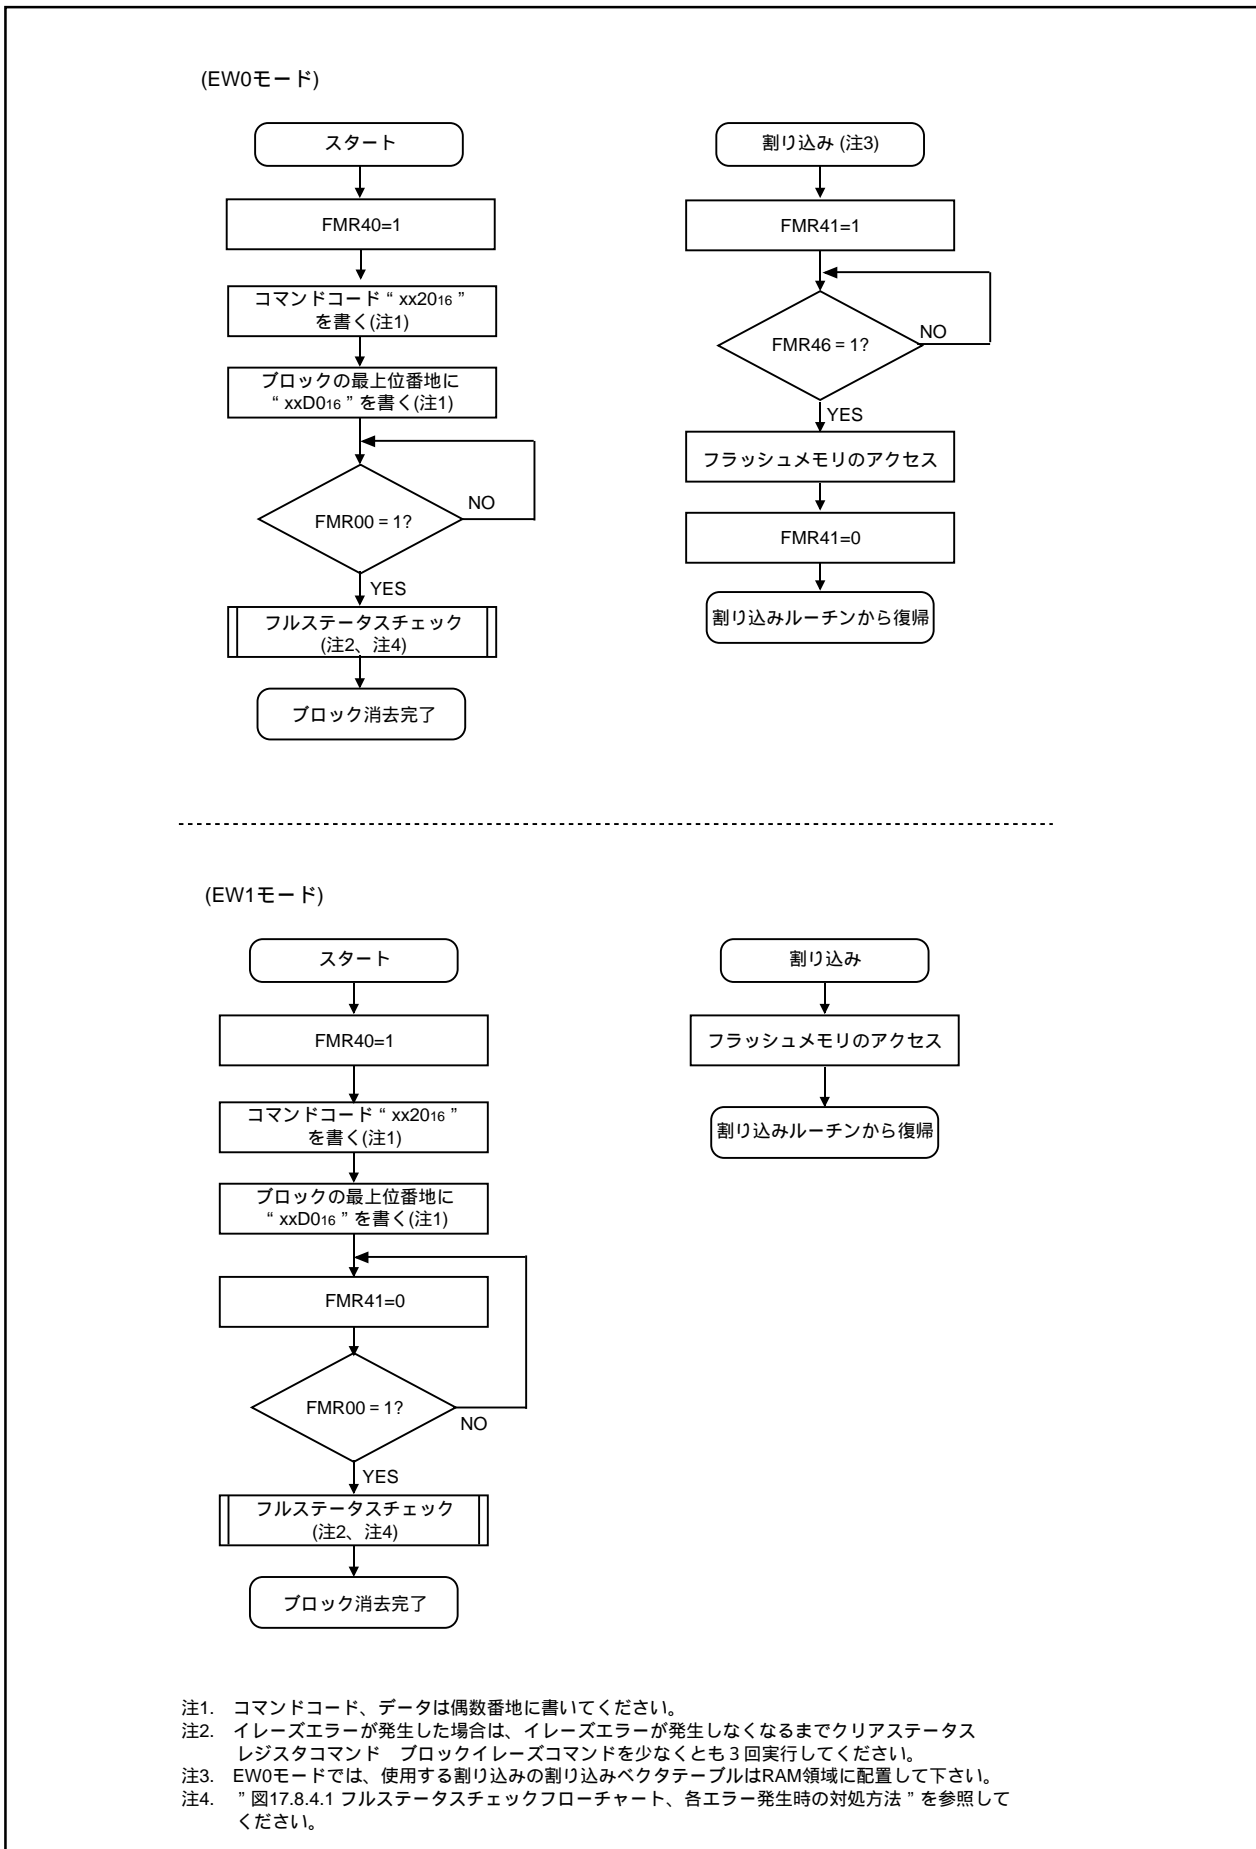 (EW0モード)
スタート
FMR40=1
コマンドコード “ xx2016 ”
を書く(注1)
ブロックの最上位番地に
“ xxD016 ” を書く(注1)
FMR00 = 1?
NO
YES
フルステータスチェック
(注2、注4)
ブロック消去完了
割り込み (注3)
FMR41=1
FMR46 = 1?
NO
YES
フラッシュメモリのアクセス
FMR41=0
割り込みルーチンから復帰
(EW1モード)
スタート
FMR40=1
コマンドコード “ xx2016 ”
を書く(注1)
ブロックの最上位番地に
“ xxD016 ” を書く(注1)
FMR41=0
FMR00 = 1?
NO
YES
フルステータスチェック
(注2、注4)
ブロック消去完了
割り込み
フラッシュメモリのアクセス
割り込みルーチンから復帰
注1. コマンドコード、データは偶数番地に書いてください。
注2. イレーズエラーが発生した場合は、イレーズエラーが発生しなくなるまでクリアステータス
レジスタコマンド　ブロックイレーズコマンドを少なくとも３回実行してください。
注3. EW0モードでは、使用する割り込みの割り込みベクタテーブルはRAM領域に配置して下さい。
注4. ” 図17.8.4.1 フルステータスチェックフローチャート、各エラー発生時の対処方法 ” を参照して
ください。